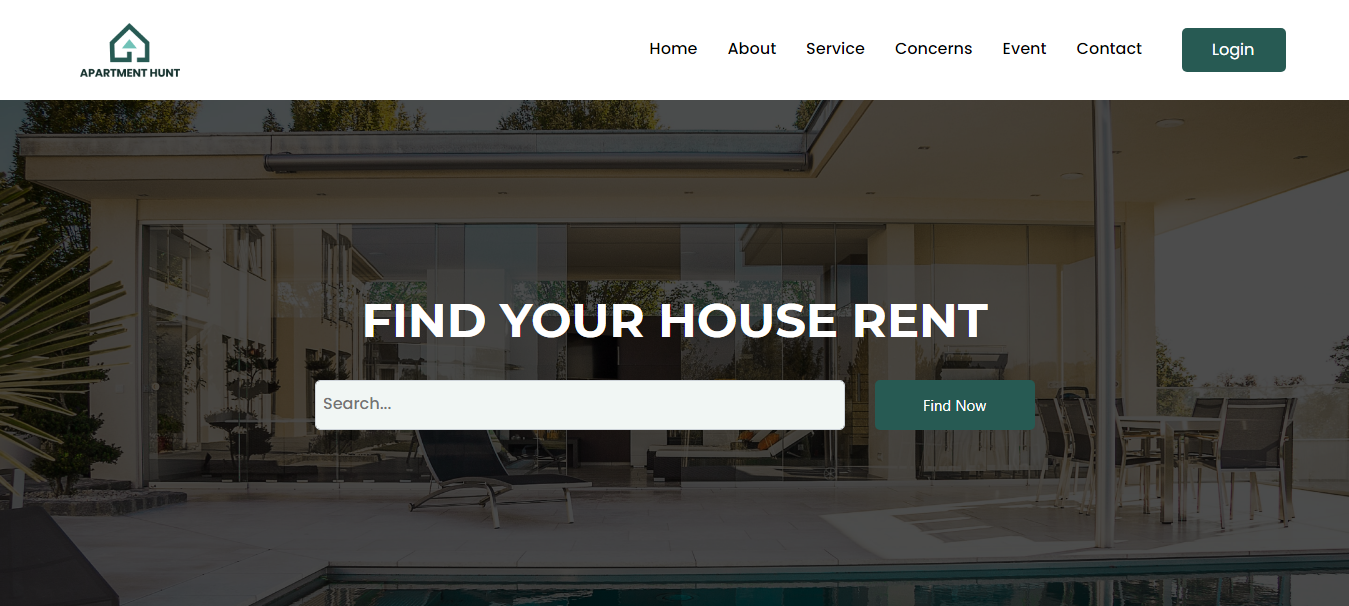 APARTMENT HUNT
Home About Service Concerns Event Contact Login
FIND YOUR HOUSE RENT
Search...
Find Now